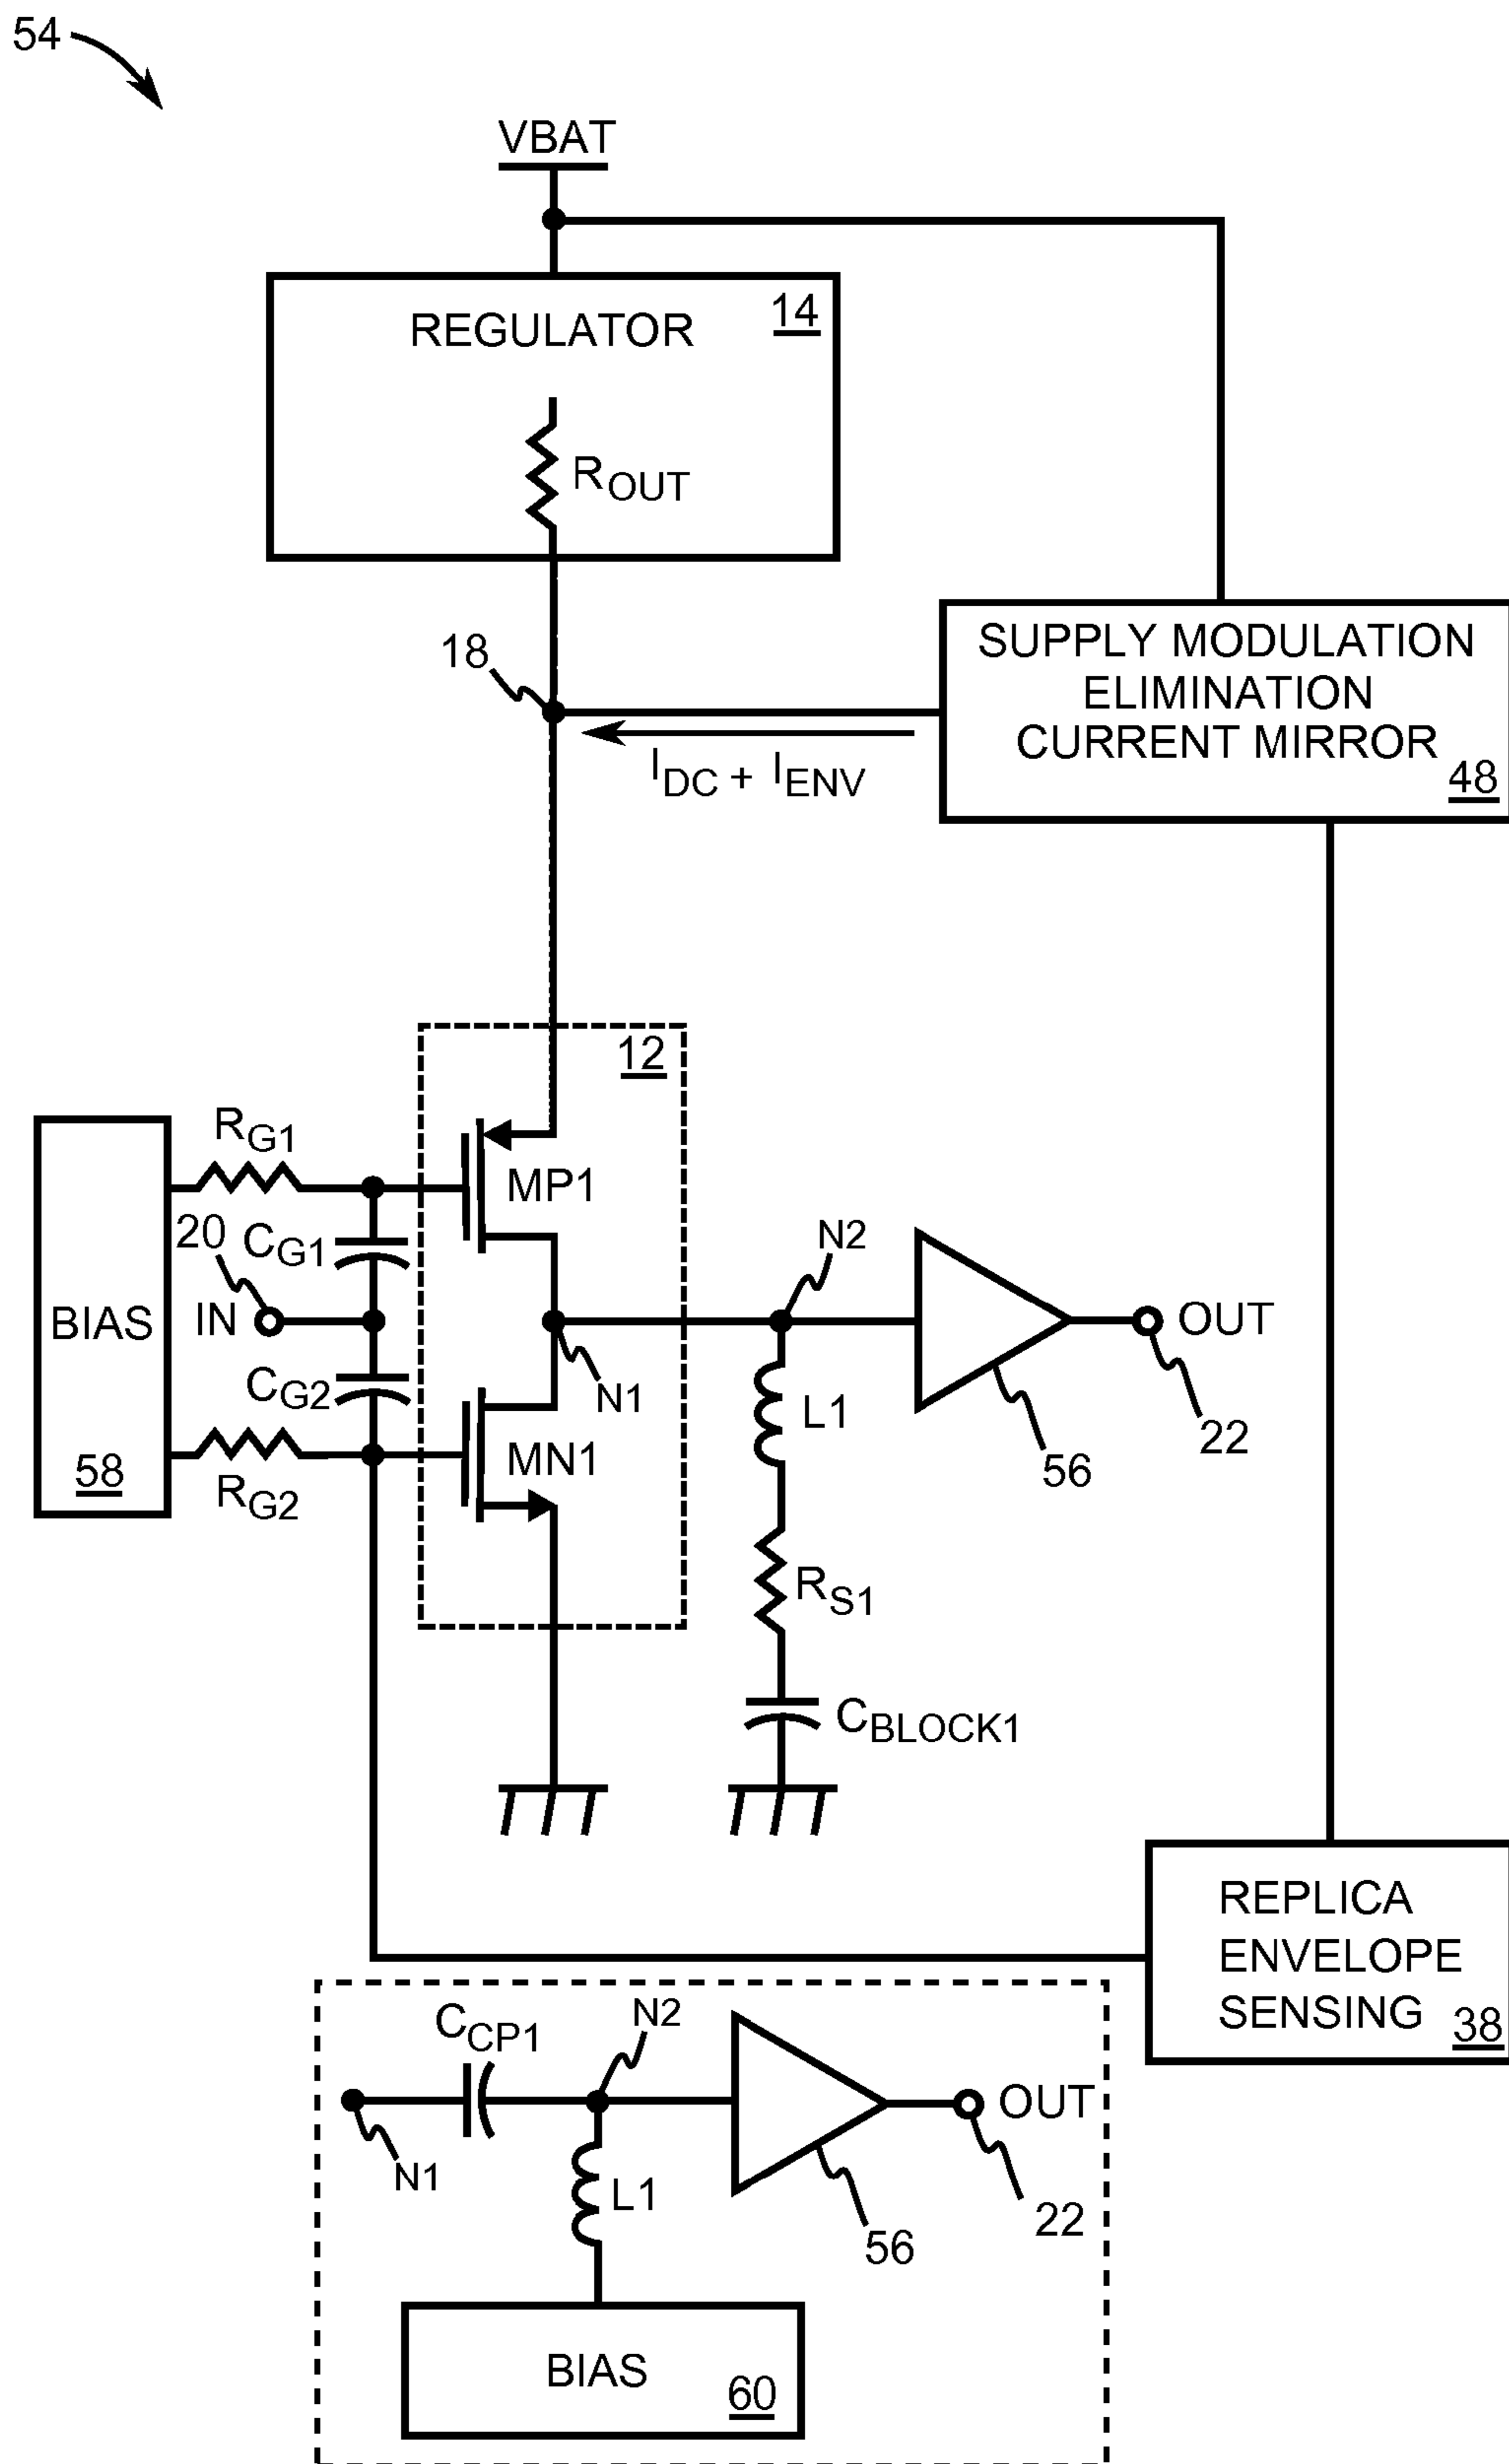 54
VBAT
REGULATOR
14
ROUT
18
SUPPLY MODULATION
ELIMINATION
CURRENT MIRROR
48
IDC + IENV
12
RG1
MP1
20
CG1
N2
BIAS
IN
OUT
CG2
N1
L1
22
58
MN1
56
RG2
RS1
CBLOCK1
REPLICA
ENVELOPE
SENSING
38
CCP1
N2
OUT
N1
L1
22
56
BIAS
60